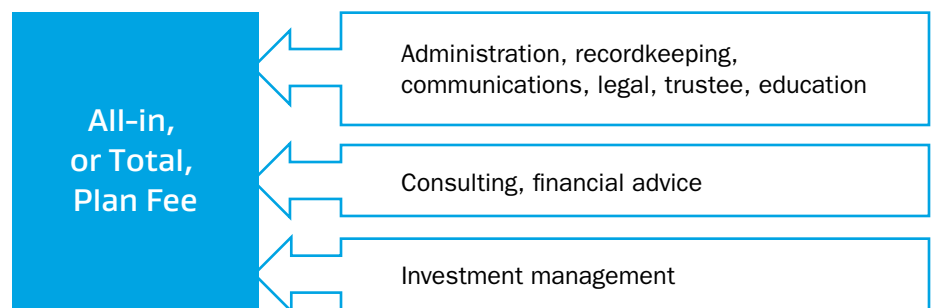 All-in,
or Total,
Plan Fee
Administration, recordkeeping,
communications, legal, trustee, education
Consulting, financial advice
Investment management